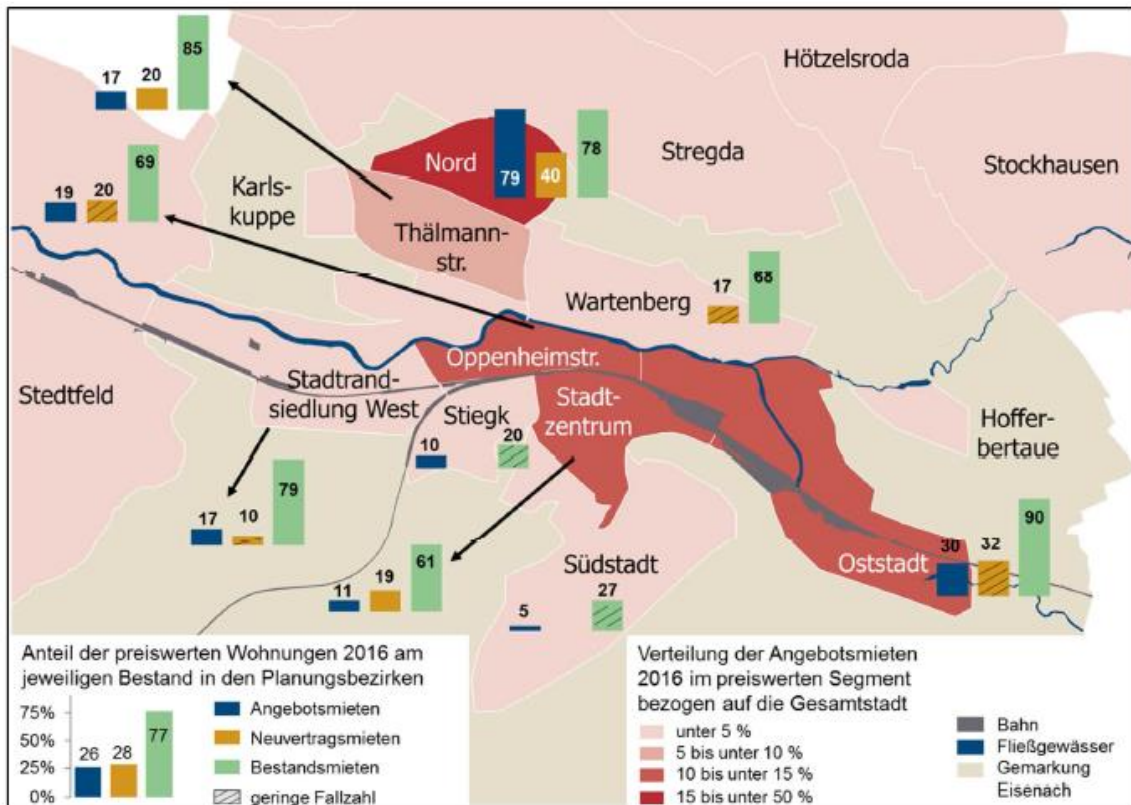 85
17
20
Hötzelsroda
69
19
20
Nord
79
40
78
Stregda
Stockhausen
Karls-
kuppe
Thälmann-
str.
Wartenberg
17
68
Oppenheimstr.
Stedtfeld
Stadtrand-
siedlung West
Stiegk
10
20
Stadt-
zentrum
Hoffer-
bertaue
17
10
79
11
19
61
Südstadt
5
27
Oststadt
30
32
90
Anteil der preiswerten Wohnungen 2016 am
jeweiligen Bestand in den Planungsbezirken
75%
50%
25%
0%
26
28
77
Angebotsmieten
Neuvertragsmieten
Bestandsmieten
geringe Fallzahl
Verteilung der Angebotsmieten
2016 im preiswerten Segment
bezogen auf die Gesamtstadt
unter 5 %
5 bis unter 10 %
10 bis unter 15 %
15 bis unter 50 %
Bahn
Fließgewässer
Gemarkung
Eisenach